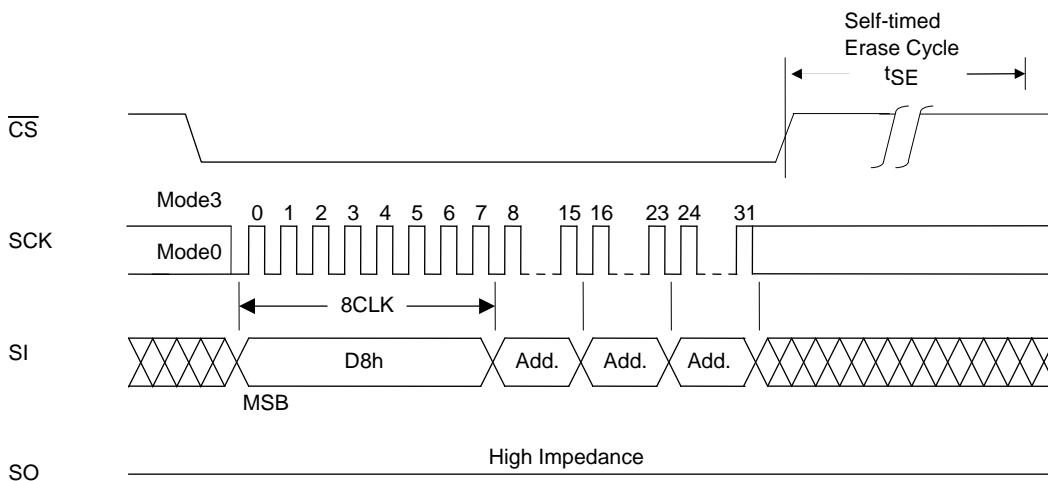 Self-timed
Erase Cycle
tSE
CS
Mode3
0 1 2 3 4 5 6 7 8 15 16 23 24 31
SCK
Mode0
8CLK
SI
D8h Add. Add. Add.
MSB
High Impedance
SO